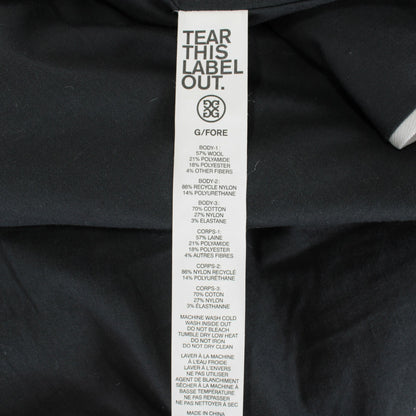 TEAR
THIS
LABEL
OUT.
G/FORE
BODY-1:
57% WOOL
21% POLYAMIDE
18% POLYESTER
4% OTHER FIBERS
BODY-2:
86% RECYCLE NYLON
14% POLYURETHANE
BODY-3:
70% COTTON
27% NYLON
3% ELASTANE
CORPS-1:
57% LAINE
21% POLYAMIDE
18% POLYESTER
4% AUTRES FIBRES
CORPS-2:
86% NYLON RECYCLÉ
14% POLYURÉTHANE
CORPS-3:
70% COTON
27% NYLON
3% ÉLASTHANNE
MACHINE WASH COLD
WASH INSIDE OUT
DO NOT BLEACH
TUMBLE DRY LOW HEAT
DO NOT IRON
DO NOT DRY CLEAN
LAVER À LA MACHINE
À L'EAU FROIDE
LAVER À L'ENVERS
NE PAS UTILISER
AGENT DE BLANCHIMENT
SÉCHER À LA MACHINE À
BASSE TEMPÉRATURE
NE PAS REPASSER
NE PAS NETTOYER À SEC
MADE IN CHINA